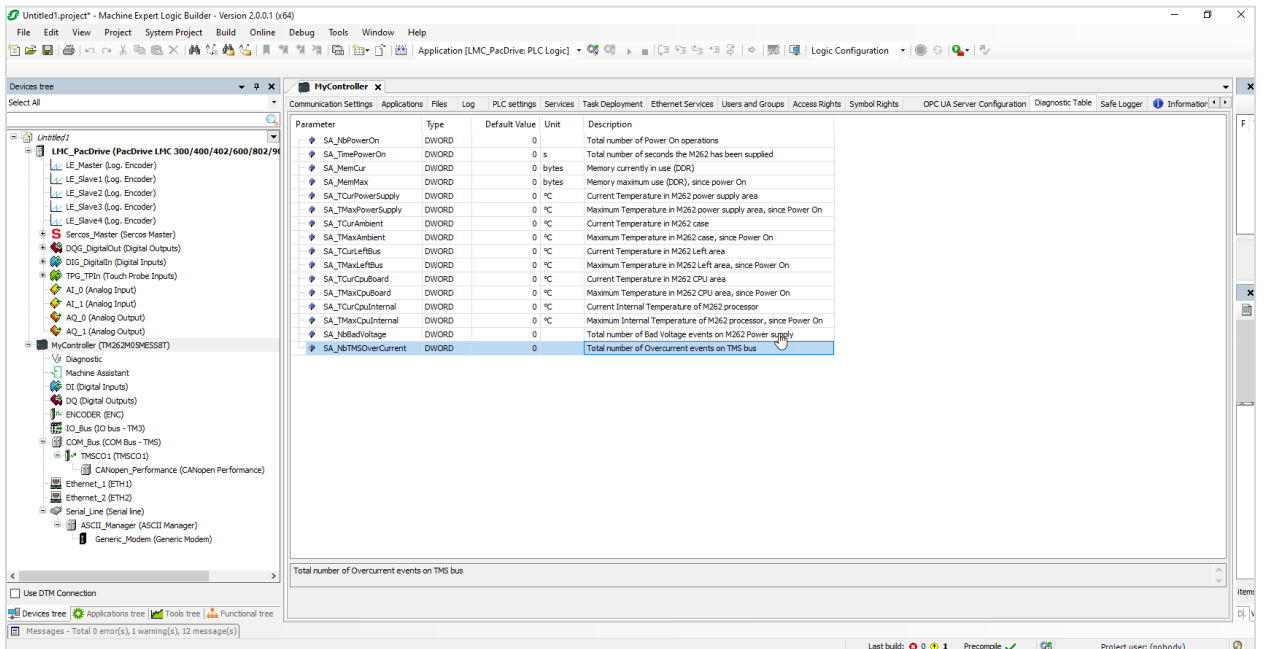 Untitled1.project* - Machine Expert Logic Builder - Version 2.0.0.1 (x64)
File Edit View Project System Project Build Online Debug Tools Window Help
Application [LMC_PacDrive: PLC Logic]
Logic Configuration
Devices tree
Select All
Untitled1
LMC_PacDrive (PacDrive LMC 300/400/402/600/802/90
LE_Master (Log. Encoder)
LE_Slave1 (Log. Encoder)
LE_Slave2 (Log. Encoder)
LE_Slave3 (Log. Encoder)
LE_Slave4 (Log. Encoder)
S Sercos_Master (Sercos Master)
DQG_DigitalOut (Digital Outputs)
DIG_DigitalIn (Digital Inputs)
TPG_TPIn (Touch Probe Inputs)
AI_0 (Analog Input)
AI_1 (Analog Input)
AQ_0 (Analog Output)
AQ_1 (Analog Output)
MyController (TM262M05MESS8T)
Diagnostic
Machine Assistant
DI (Digital Inputs)
DQ (Digital Outputs)
ENCODER (ENC)
IO_Bus (IO bus - TM3)
COM_Bus (COM Bus - TMS)
TMSCO1 (TMSCO1)
CANopen_Performance (CANopen Performance)
Ethernet_1 (ETH1)
Ethernet_2 (ETH2)
Serial_Line (Serial line)
ASCII_Manager (ASCII Manager)
Generic_Modem (Generic Modem)
Use DTM Connection
Devices tree Applications tree Tools tree Functional tree
MyController
Communication Settings Applications Files Log PLC settings Services Task Deployment Ethernet Services Users and Groups Access Rights Symbol Rights OPC UA Server Configuration Diagnostic Table Safe Logger Information
Parameter Type Default Value Unit Description
SA_NbPowerOn DWORD 0 Total number of Power On operations
SA_TimePowerOn DWORD 0 s Total number of seconds the M262 has been supplied
SA_MemCur DWORD 0 bytes Memory currently in use (DDR)
SA_MemMax DWORD 0 bytes Memory maximum use (DDR), since power On
SA_TCurPowerSupply DWORD 0 ºC Current Temperature in M262 power supply area
SA_TMaxPowerSupply DWORD 0 ºC Maximum Temperature in M262 power supply area, since Power On
SA_TCurAmbient DWORD 0 ºC Current Temperature in M262 case
SA_TMaxAmbient DWORD 0 ºC Maximum Temperature in M262 case, since Power On
SA_TCurLeftBus DWORD 0 ºC Current Temperature in M262 Left area
SA_TMaxLeftBus DWORD 0 ºC Maximum Temperature in M262 Left area, since Power On
SA_TCurCpuBoard DWORD 0 ºC Current Temperature in M262 CPU area
SA_TMaxCpuBoard DWORD 0 ºC Maximum Temperature in M262 CPU area, since Power On
SA_TCurCpuInternal DWORD 0 ºC Current Internal Temperature of M262 processor
SA_TMaxCpuInternal DWORD 0 ºC Maximum Internal Temperature of M262 processor, since Power On
SA_NbBadVoltage DWORD 0 Total number of Bad Voltage events on M262 Power supply
SA_NbTMSOverCurrent DWORD 0 Total number of Overcurrent events on TMS bus
Total number of Overcurrent events on TMS bus
items
Messages - Total 0 error(s), 1 warning(s), 12 message(s)
Last build: 0 1 Precompile Project user: (nobody)